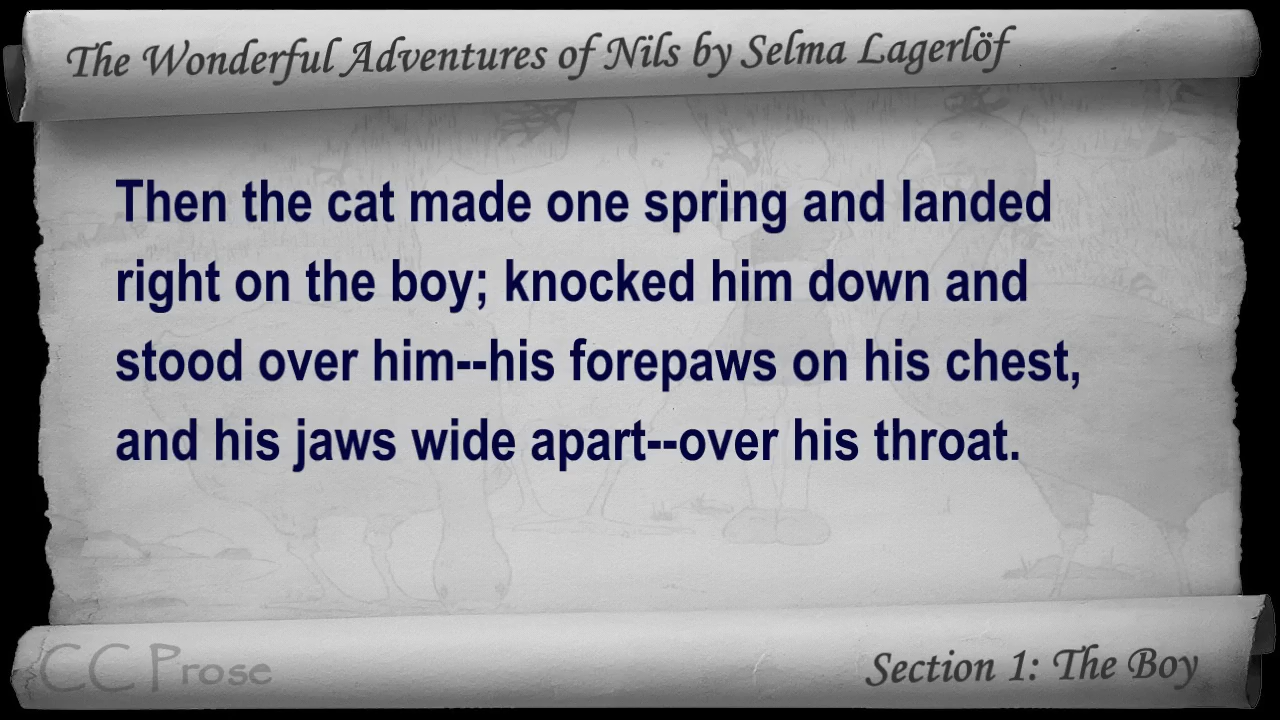 The Wonderful Adventures of Nils by Selma Lagerlöf
Then the cat made one spring and landed
right on the boy; knocked him down and
stood over him--his forepaws on his chest,
and his jaws wide apart--over his throat.
CC Prose
Section 1: The Boy